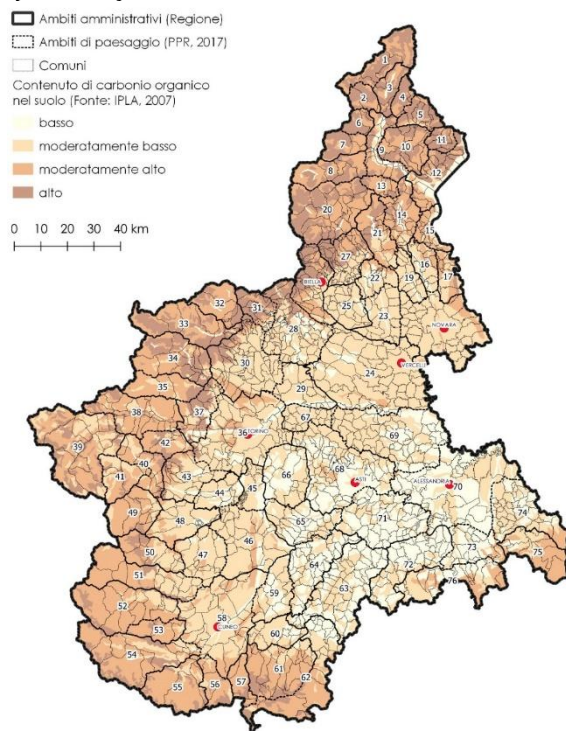 Ambiti amministrativi (Regione)
Ambiti di paesaggio (PPR, 2017)
Comuni
Contenuto di carbonio organico
nel suolo (Fonte: IPLA, 2007)
basso
moderatamente basso
moderatamente alto
alto
0 10 20 30 40 km
1
2 3 4
5
6
7 9 10 11
8 12
13
20 14
21 15
27 16
22 19 17
BIELLA
25
32 31 23
33 28 NOVARA
34 30 24 VERCELLI
35 29
37 67
38 36 TORINO 69
39 42
40 68
41 43 66 ASTI ALESSANDRIA 70
44 45
49 48 65 71 74
50 47 46 73
51 64 72 75
52 59 63 76
58
CUNEO
53 60
54
61
55 56 57 62